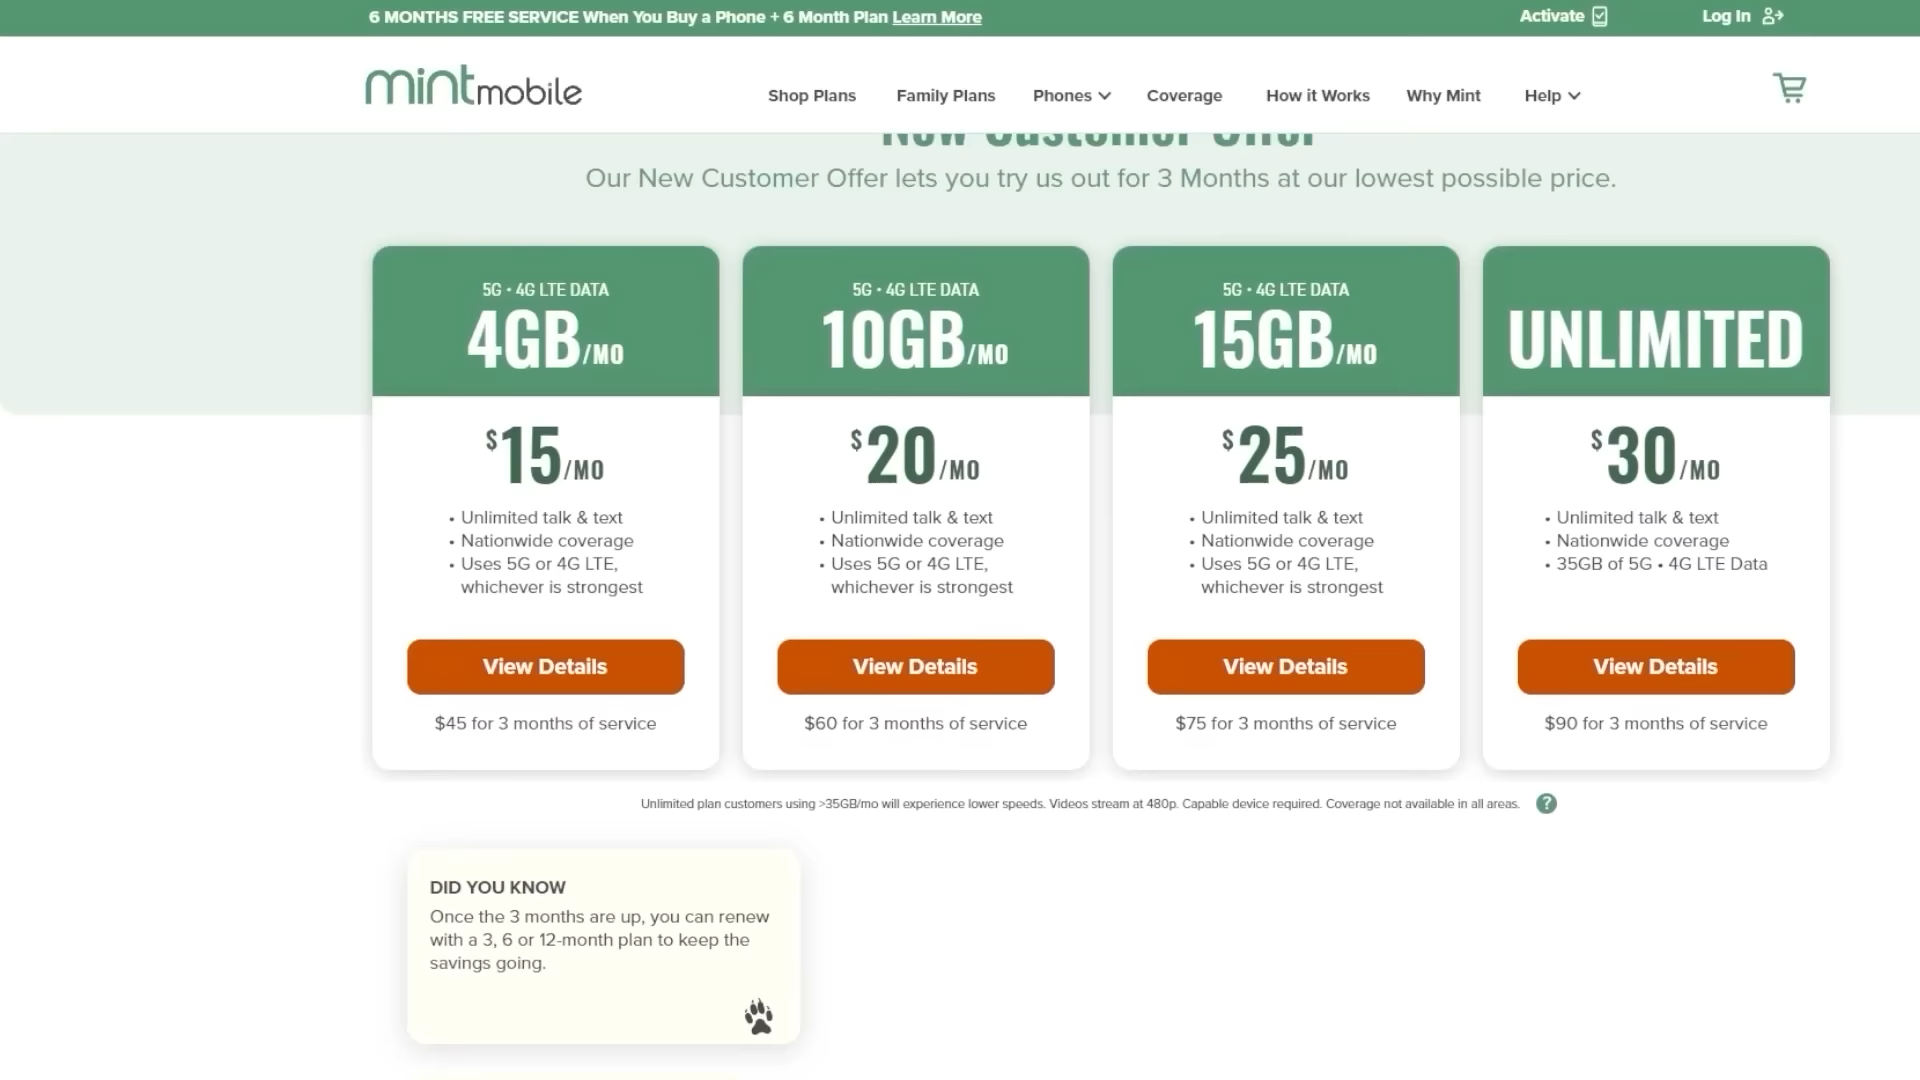 6 MONTHS FREE SERVICE When You Buy a Phone + 6 Month Plan Learn More
Activate
Log In
mintmobile
Shop Plans
Family Plans
Phones
Coverage
How it Works
Why Mint
Help
New Customer Offer
Our New Customer Offer lets you try us out for 3 Months at our lowest possible price.
5G • 4G LTE DATA
4GB/MO
$15/MO
• Unlimited talk & text
• Nationwide coverage
• Uses 5G or 4G LTE,
whichever is strongest
View Details
$45 for 3 months of service
5G • 4G LTE DATA
10GB/MO
$20/MO
• Unlimited talk & text
• Nationwide coverage
• Uses 5G or 4G LTE,
whichever is strongest
View Details
$60 for 3 months of service
5G • 4G LTE DATA
15GB/MO
$25/MO
• Unlimited talk & text
• Nationwide coverage
• Uses 5G or 4G LTE,
whichever is strongest
View Details
$75 for 3 months of service
UNLIMITED
$30/MO
• Unlimited talk & text
• Nationwide coverage
• 35GB of 5G • 4G LTE Data
View Details
$90 for 3 months of service
Unlimited plan customers using >35GB/mo will experience lower speeds. Videos stream at 480p. Capable device required. Coverage not available in all areas. ?
DID YOU KNOW
Once the 3 months are up, you can renew
with a 3, 6 or 12-month plan to keep the
savings going.